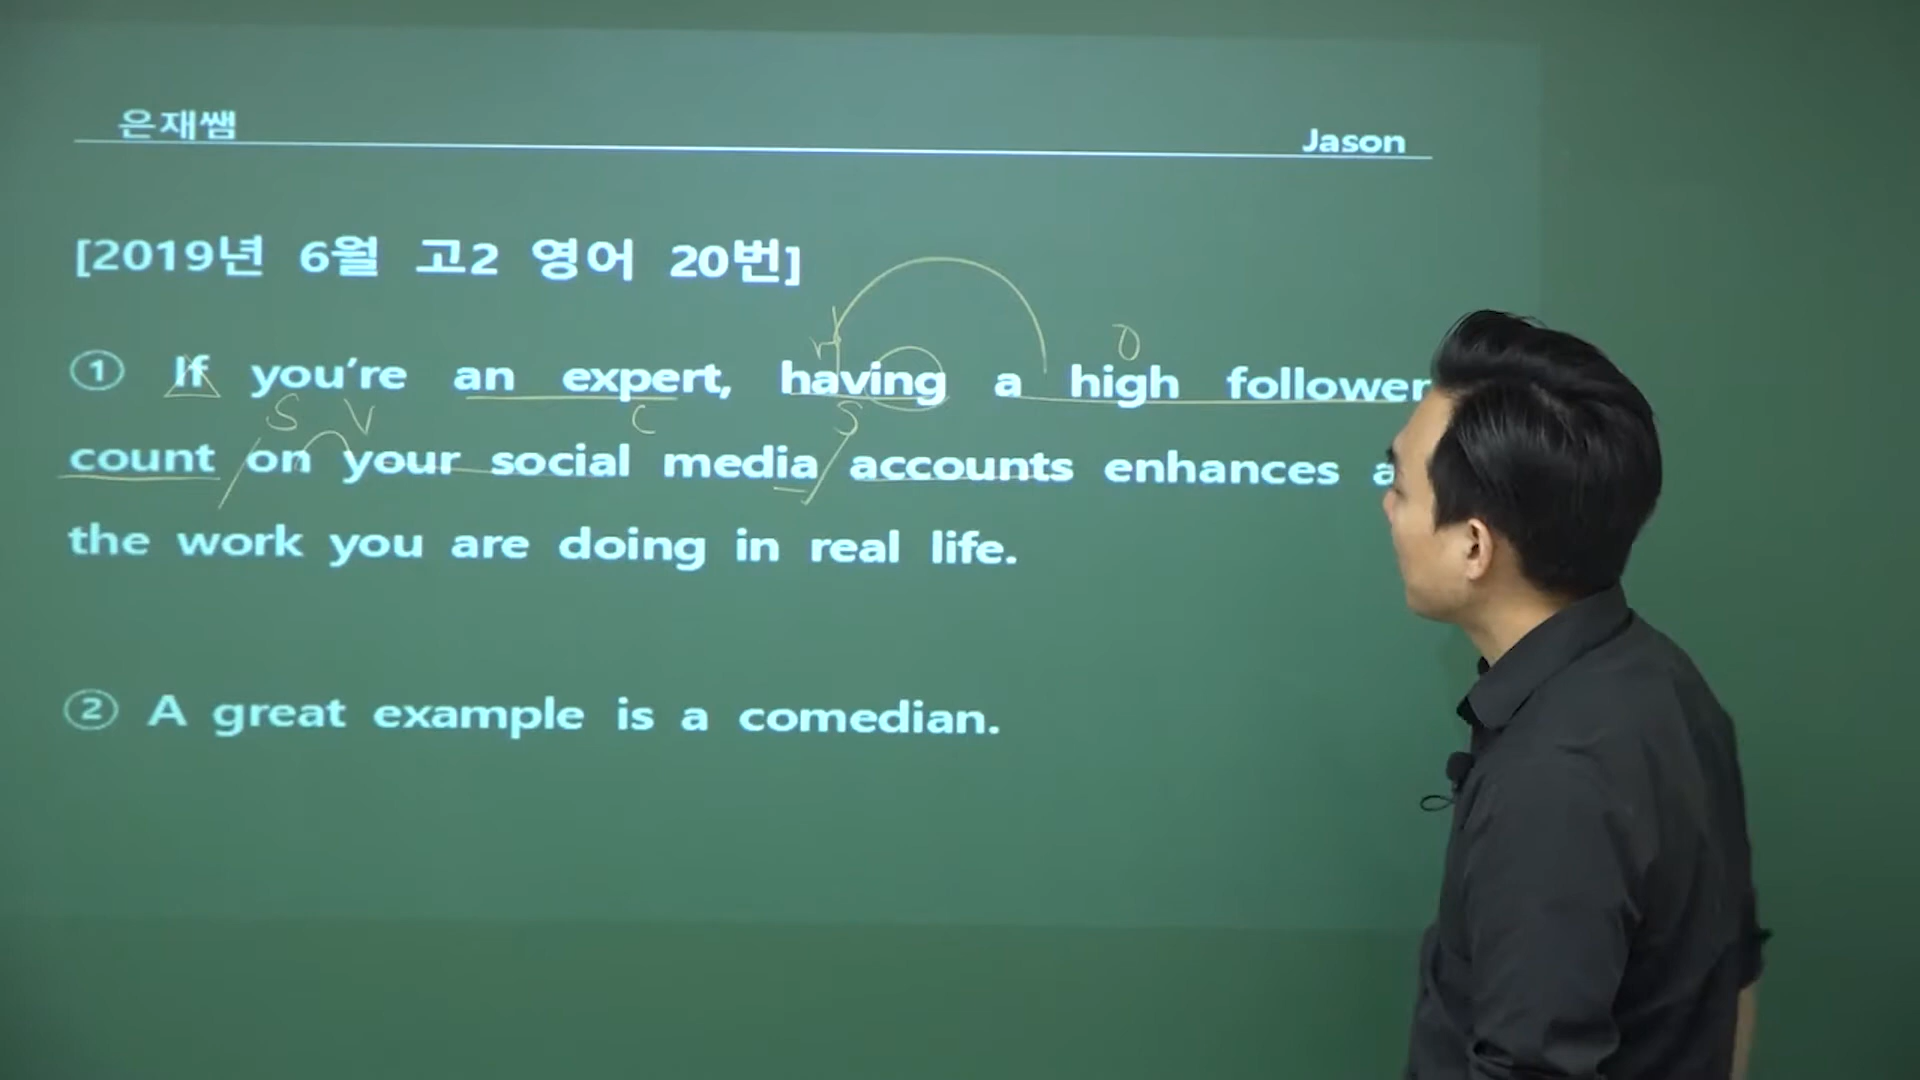 은재쌤
Jason
[2019년 6월 고2 영어 20번]
① If you're an expert, having a high follower
O
S V C S
count on your social media accounts enhances
the work you are doing in real life.
② A great example is a comedian.